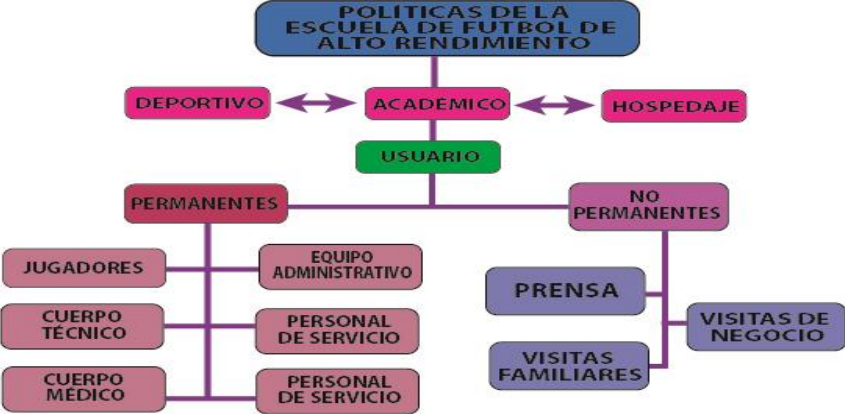 POLÍTICAS DE LA
ESCUELA DE FUTBOL DE
ALTO RENDIMIENTO
DEPORTIVO
ACADÉMICO
HOSPEDAJE
USUARIO
PERMANENTES
NO
PERMANENTES
JUGADORES
EQUIPO
ADMINISTRATIVO
CUERPO
TÉCNICO
PERSONAL
DE SERVICIO
CUERPO
MÉDICO
PERSONAL
DE SERVICIO
PRENSA
VISITAS DE
NEGOCIO
VISITAS
FAMILIARES